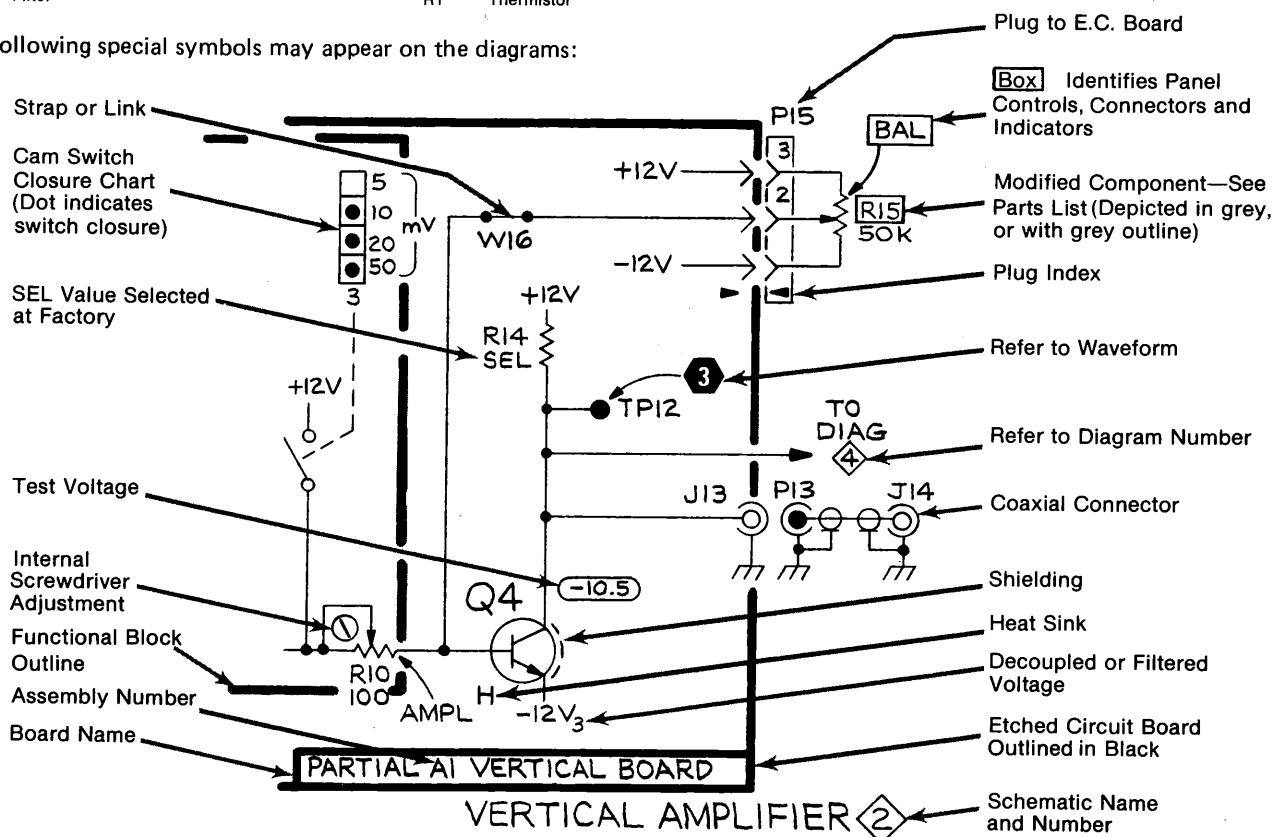 RT Thermistor
ollowing special symbols may appear on the diagrams:
Plug to E.C. Board
Strap or Link
Box Identifies Panel
Controls, Connectors and
Indicators
P15
BAL
Cam Switch
Closure Chart
(Dot indicates
switch closure)
5
10
20
50
mV
3
W16
+12V
-12V
3
2
R15
50K
Modified Component—See
Parts List (Depicted in grey,
or with grey outline)
Plug Index
SEL Value Selected
at Factory
+12V
R14
SEL
3
TP12
Refer to Waveform
+12V
TO
DIAG
4
Refer to Diagram Number
Test Voltage
J13
P13
J14
Coaxial Connector
Internal
Screwdriver
Adjustment
Q4
-10.5
Shielding
Heat Sink
Functional Block
Outline
R10
100
AMPL
H
-12V3
Decoupled or Filtered
Voltage
Assembly Number
Board Name
Etched Circuit Board
Outlined in Black
PARTIAL A1 VERTICAL BOARD
VERTICAL AMPLIFIER 2
Schematic Name
and Number